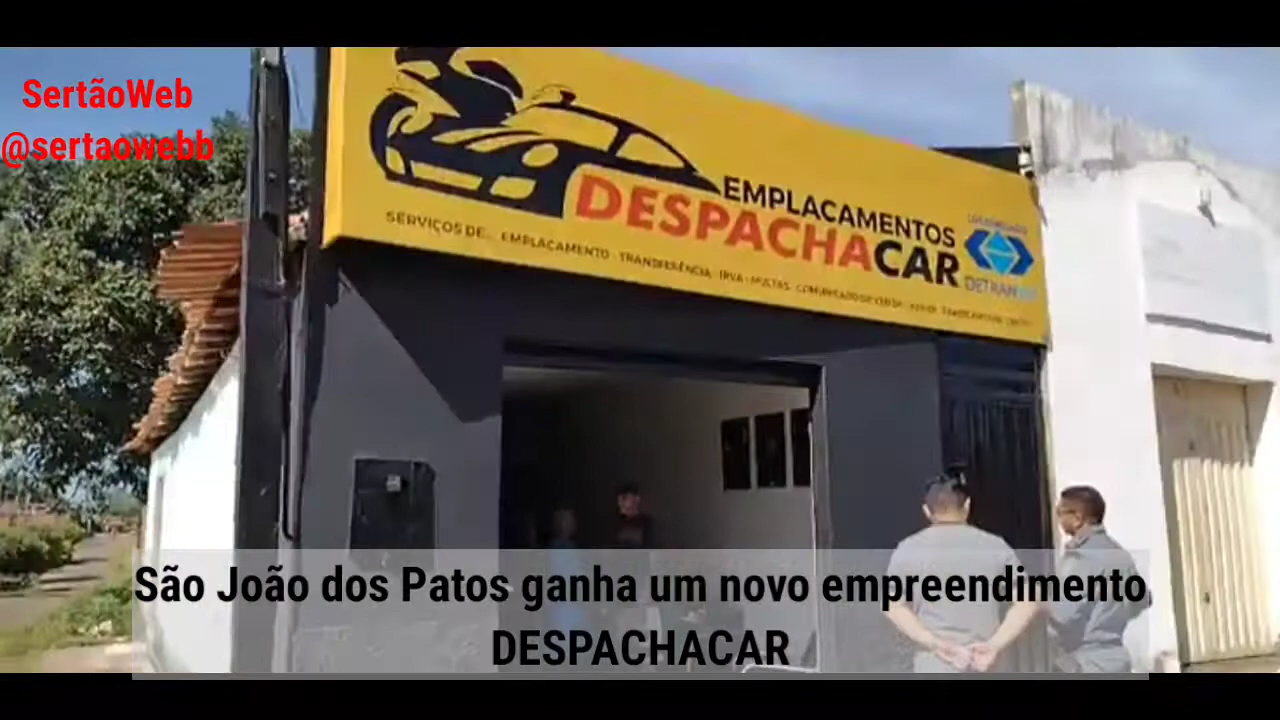 SertãoWeb
@sertaowebb
EMPLACAMENTOS
DESPACHACAR
SERVIÇOS DE... EMPLACAMENTO - TRANSFERÊNCIA - IPVA - MULTAS
DETRAN
São João dos Patos ganha um novo empreendimento
DESPACHACAR